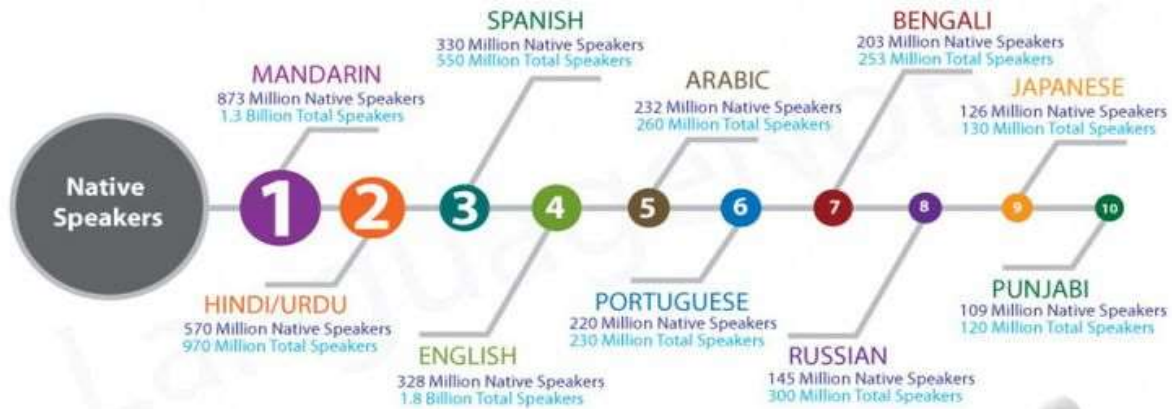 Native
Speakers
1
MANDARIN
873 Million Native Speakers
1.3 Billion Total Speakers
2
HINDI/URDU
570 Million Native Speakers
970 Million Total Speakers
3
SPANISH
330 Million Native Speakers
550 Million Total Speakers
4
ENGLISH
328 Million Native Speakers
1.8 Billion Total Speakers
5
ARABIC
232 Million Native Speakers
260 Million Total Speakers
6
PORTUGUESE
220 Million Native Speakers
230 Million Total Speakers
7
BENGALI
203 Million Native Speakers
253 Million Total Speakers
8
RUSSIAN
145 Million Native Speakers
300 Million Total Speakers
9
JAPANESE
126 Million Native Speakers
130 Million Total Speakers
10
PUNJABI
109 Million Native Speakers
120 Million Total Speakers